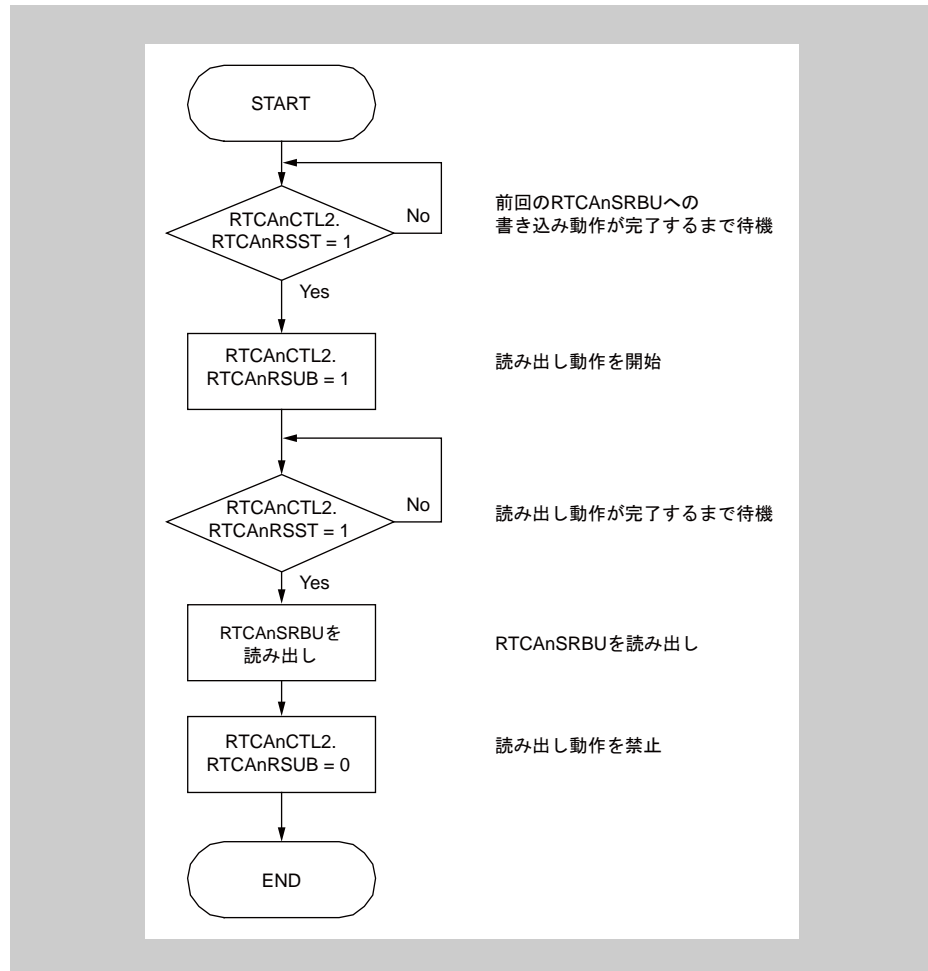 START
RTCAnCTL2.
RTCAnRSST = 1
No
前回のRTCAnSRBUへの
書き込み動作が完了するまで待機
Yes
RTCAnCTL2.
RTCAnRSUB = 1
読み出し動作を開始
RTCAnCTL2.
RTCAnRSST = 1
No
読み出し動作が完了するまで待機
Yes
RTCAnSRBUを
読み出し
RTCAnSRBUを読み出し
RTCAnCTL2.
RTCAnRSUB = 0
読み出し動作を禁止
END